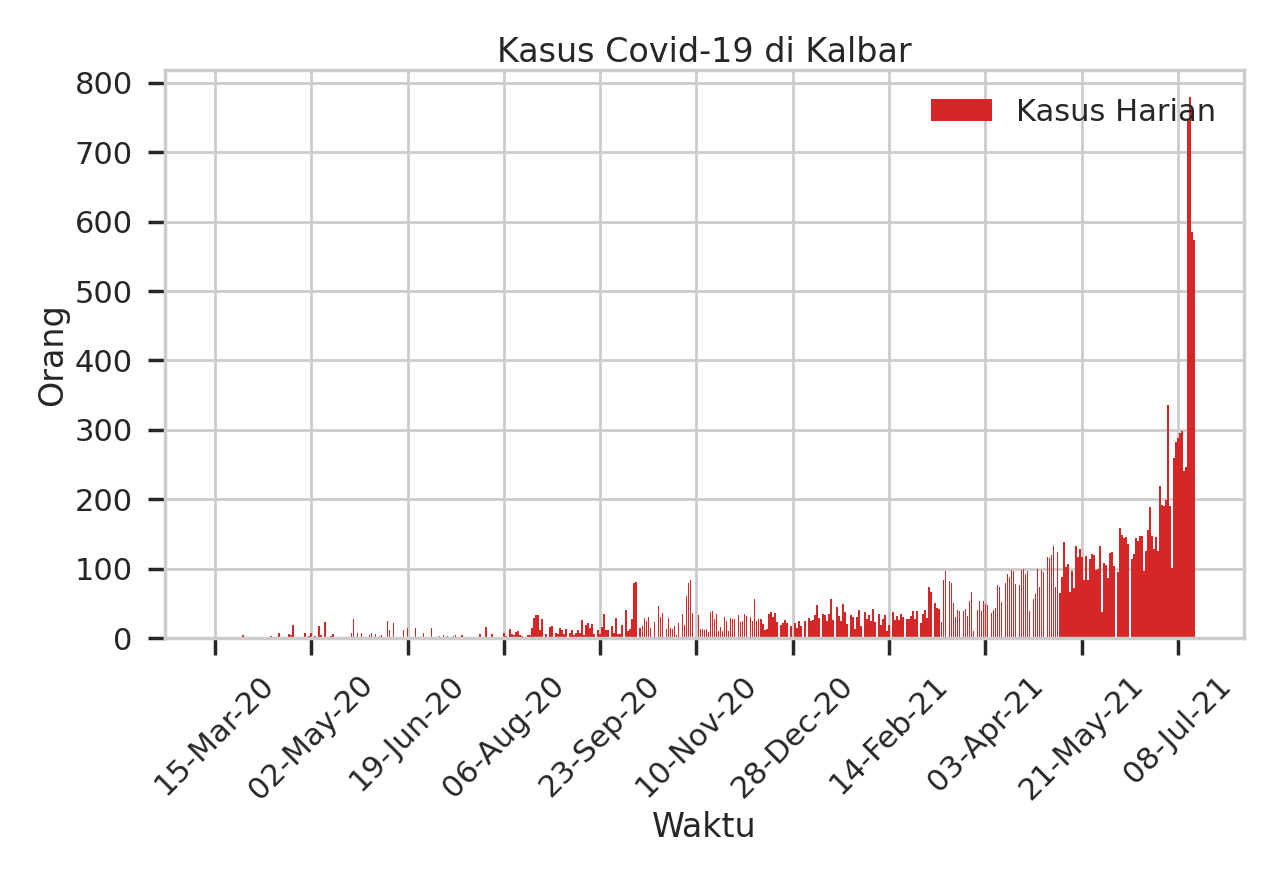 Kasus Covid-19 di Kalbar
Kasus Harian
Orang
800
700
600
500
400
300
200
100
0
15-Mar-20
02-May-20
19-Jun-20
06-Aug-20
23-Sep-20
10-Nov-20
28-Dec-20
14-Feb-21
03-Apr-21
21-May-21
08-Jul-21
Waktu